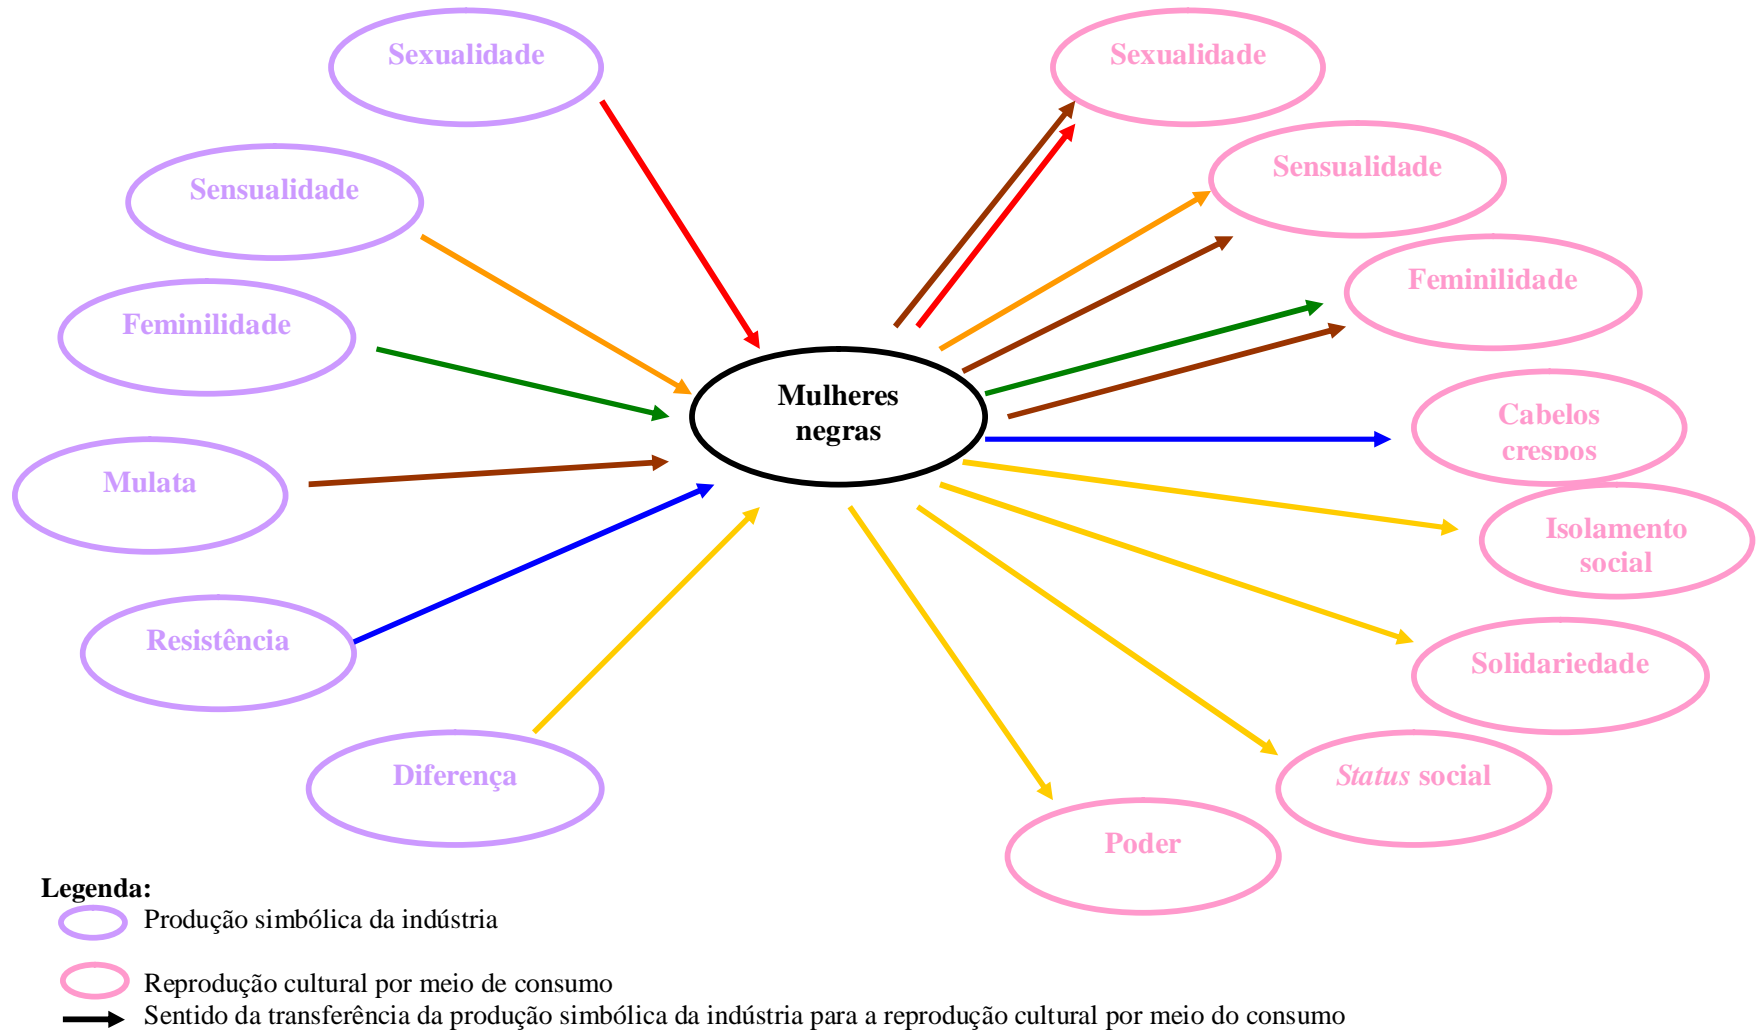 Sexualidade
Sensualidade
Feminilidade
Mulata
Resistência
Diferença
Mulheres
negras
Sexualidade
Sensualidade
Feminilidade
Cabelos
crespos
Isolamento
social
Solidariedade
Status social
Poder
Legenda:
Produção simbólica da indústria
Reprodução cultural por meio de consumo
Sentido da transferência da produção simbólica da indústria para a reprodução cultural por meio do consumo